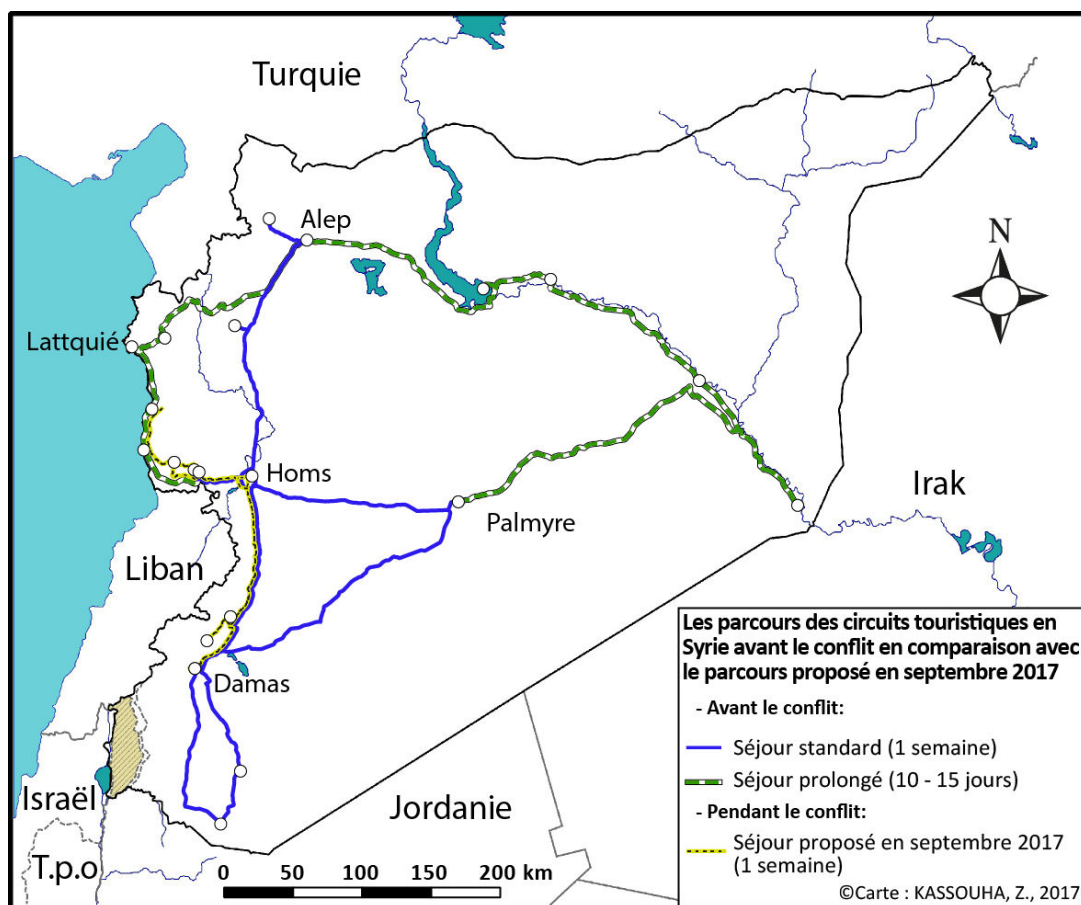 Turquie
N
Alep
Lattquié
Homs
Palmyre
Irak
Liban
Damas
Israël
Jordanie
T.p.o
0 50 100 150 200 km
Les parcours des circuits touristiques en
Syrie avant le conflit en comparaison avec
le parcours proposé en septembre 2017
- Avant le conflit:
Séjour standard (1 semaine)
Séjour prolongé (10 - 15 jours)
- Pendant le conflit:
Séjour proposé en septembre 2017
(1 semaine)
©Carte : KASSOUHA, Z., 2017